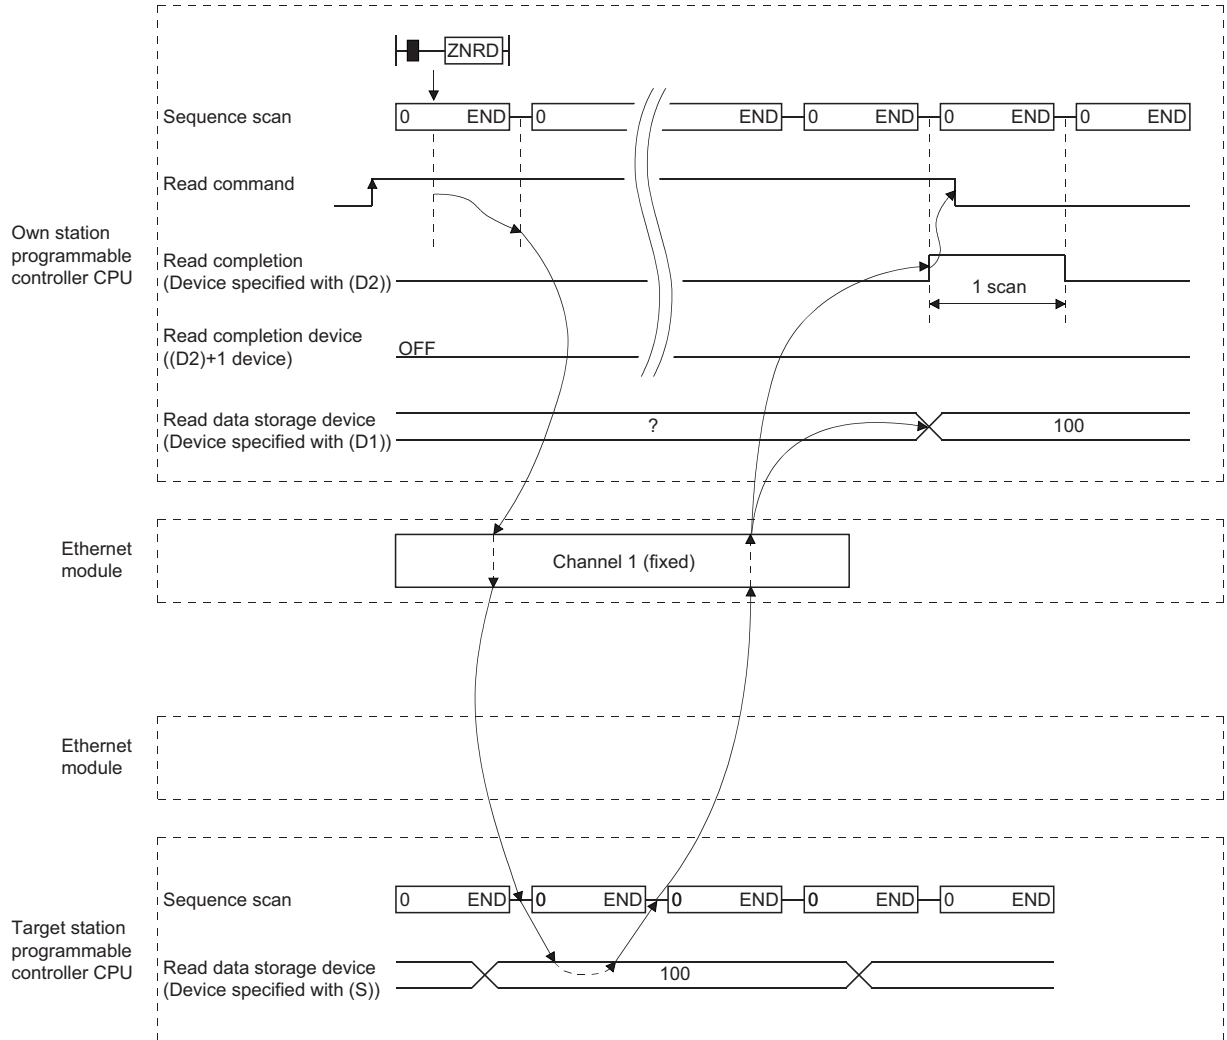 ZNRD
Sequence scan
0 END 0 END 0 END 0 END 0 END
Read command
Own station
programmable
controller CPU
Read completion
(Device specified with (D2))
1 scan
Read completion device
((D2)+1 device)
OFF
Read data storage device
(Device specified with (D1))
?
100
Ethernet
module
Channel 1 (fixed)
Ethernet
module
Sequence scan
0 END 0 END 0 END 0 END 0 END
Target station
programmable
controller CPU
Read data storage device
(Device specified with (S))
100